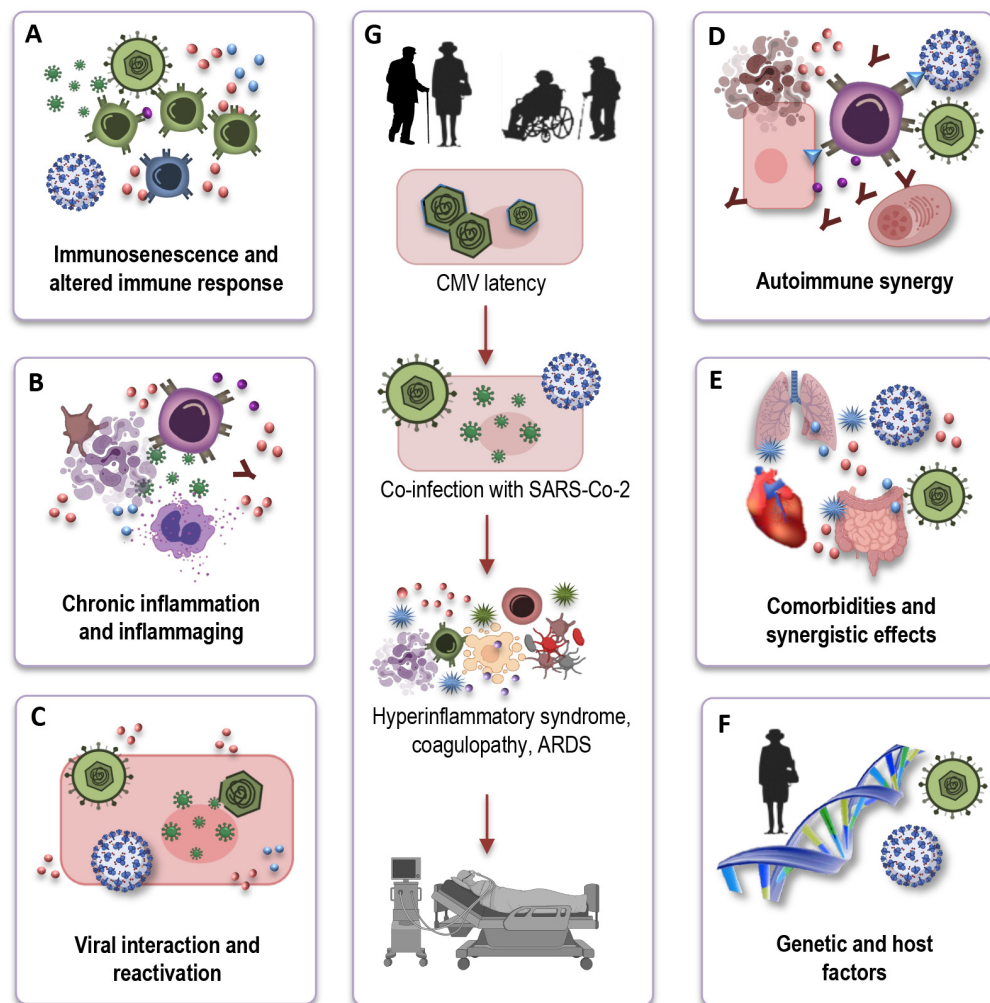 A
Immunosenescence and
altered immune response
B
Chronic inflammation
and inflammaging
C
Viral interaction and
reactivation
G
CMV latency
Co-infection with SARS-Co-2
Hyperinflammatory syndrome,
coagulopathy, ARDS
D
Autoimmune synergy
E
Comorbidities and
synergistic effects
F
Genetic and host
factors